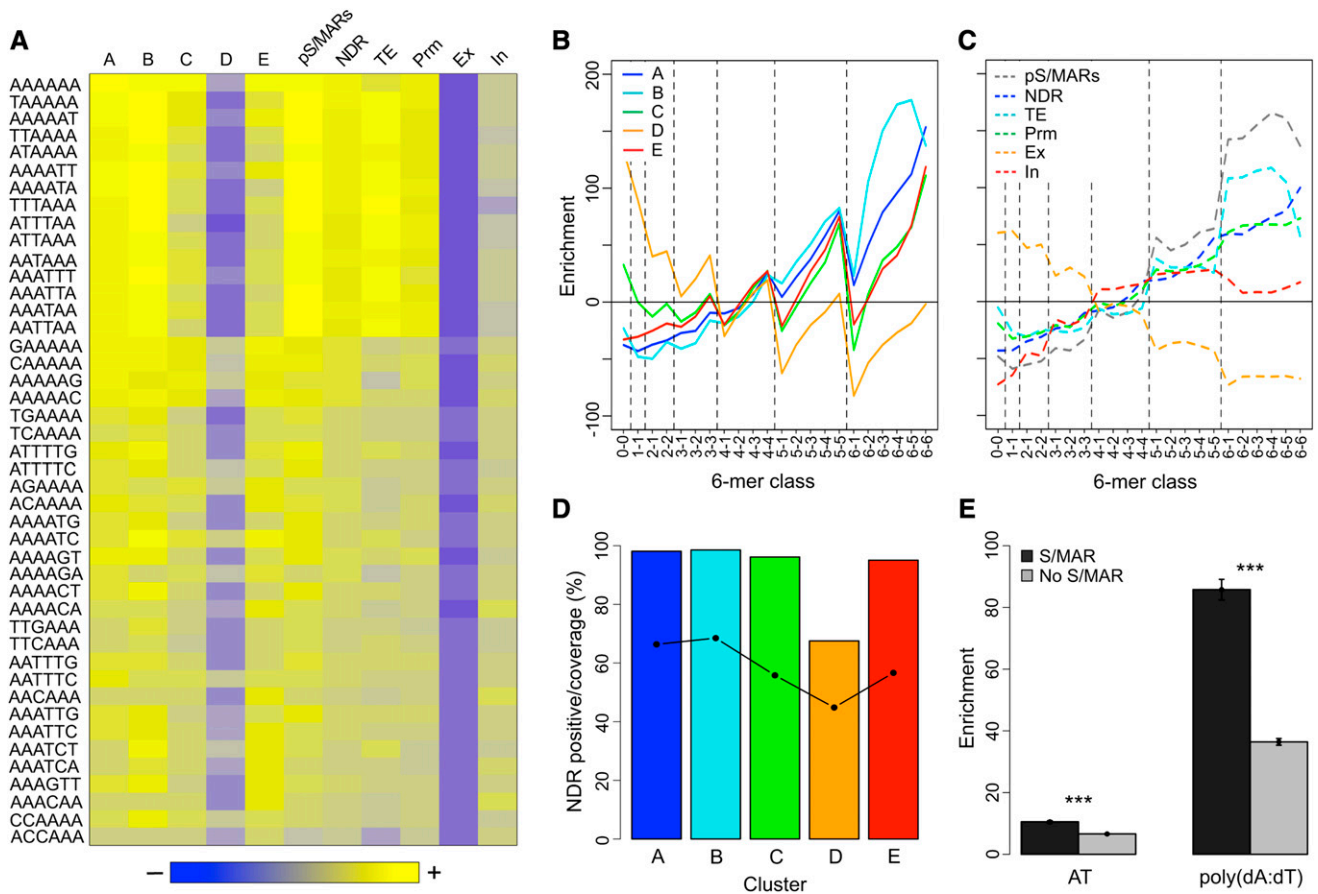 A
A B C D E pS/MARs NDR TE Prm Ex In
AAAAAA
TAAAAA
AAAAAT
TTAAAA
ATAAAA
AAAATT
AAAATA
TTTAAA
ATTTAA
ATTAAA
AATAAA
AAATTT
AAATTA
AAATAA
AATTAA
GAAAAA
CAAAAA
AAAAAG
AAAAAC
TGAAAA
TCAAAA
ATTTTG
ATTTTC
AGAAAA
ACAAAA
AAAATG
AAAATC
AAAAGT
AAAAGA
AAAACT
AAAACA
TTGAAA
TTCAAA
AATTTG
AATTTC
AACAAA
AAATTG
AAATTC
AAATCT
AAATCA
AAAGTT
AAACAA
CCAAAA
ACCAAA
− +
B
Enrichment
200
100
0
-100
A
B
C
D
E
0-0 1-1 2-1 2-2 3-1 3-2 3-3 4-1 4-2 4-3 4-4 5-1 5-2 5-3 5-4 5-5 6-1 6-2 6-3 6-4 6-5 6-6
6-mer class
C
pS/MARs
NDR
TE
Prm
Ex
In
0-0 1-1 2-1 2-2 3-1 3-2 3-3 4-1 4-2 4-3 4-4 5-1 5-2 5-3 5-4 5-5 6-1 6-2 6-3 6-4 6-5 6-6
6-mer class
D
NDR positive/coverage (%)
100
80
60
40
20
0
A B C D E
Cluster
E
Enrichment
100
80
60
40
20
0
S/MAR
No S/MAR
***
***
AT poly(dA:dT)